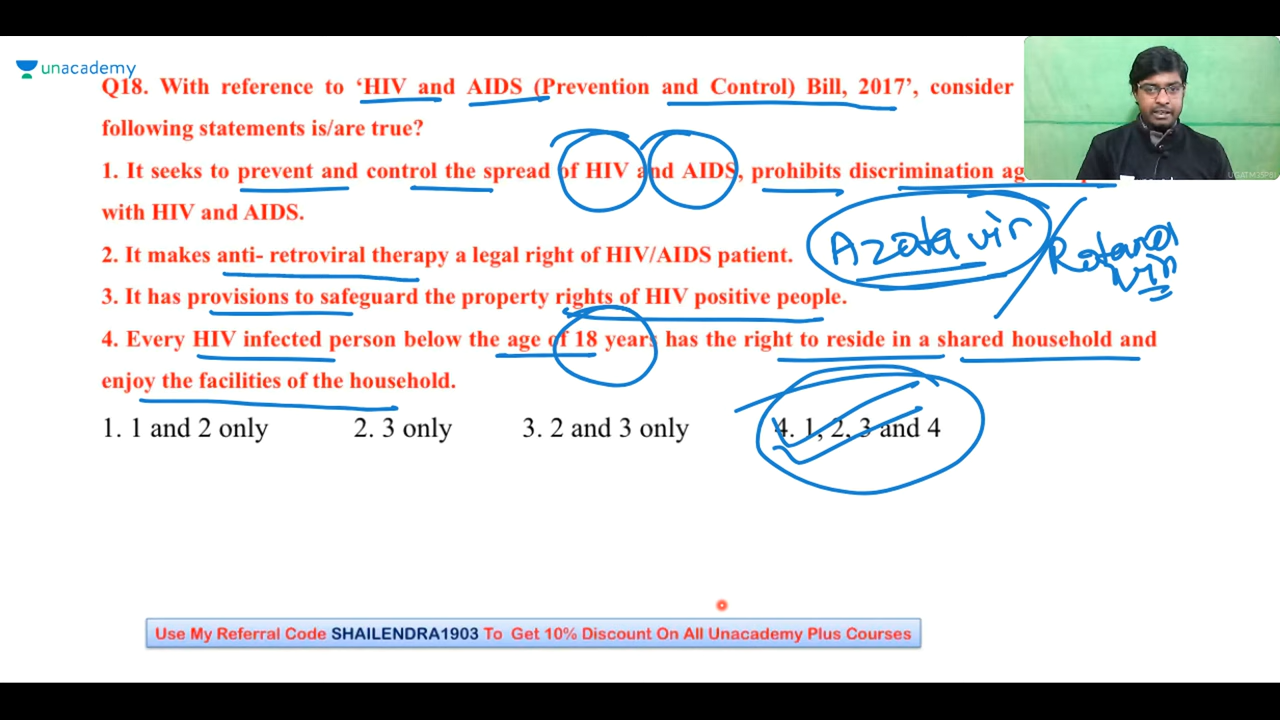 unacademy
Q18. With reference to ‘HIV and AIDS (Prevention and Control) Bill, 2017’, consider
following statements is/are true?
1. It seeks to prevent and control the spread of HIV and AIDS, prohibits discrimination
with HIV and AIDS.
2. It makes anti- retroviral therapy a legal right of HIV/AIDS patient.
Azotavir
3. It has provisions to safeguard the property rights of HIV positive people.
4. Every HIV infected person below the age of 18 years has the right to reside in a shared household and
enjoy the facilities of the household.
1. 1 and 2 only 2. 3 only 3. 2 and 3 only 4. 1, 2, 3 and 4
Use My Referral Code SHAILENDRA1903 To Get 10% Discount On All Unacademy Plus Courses